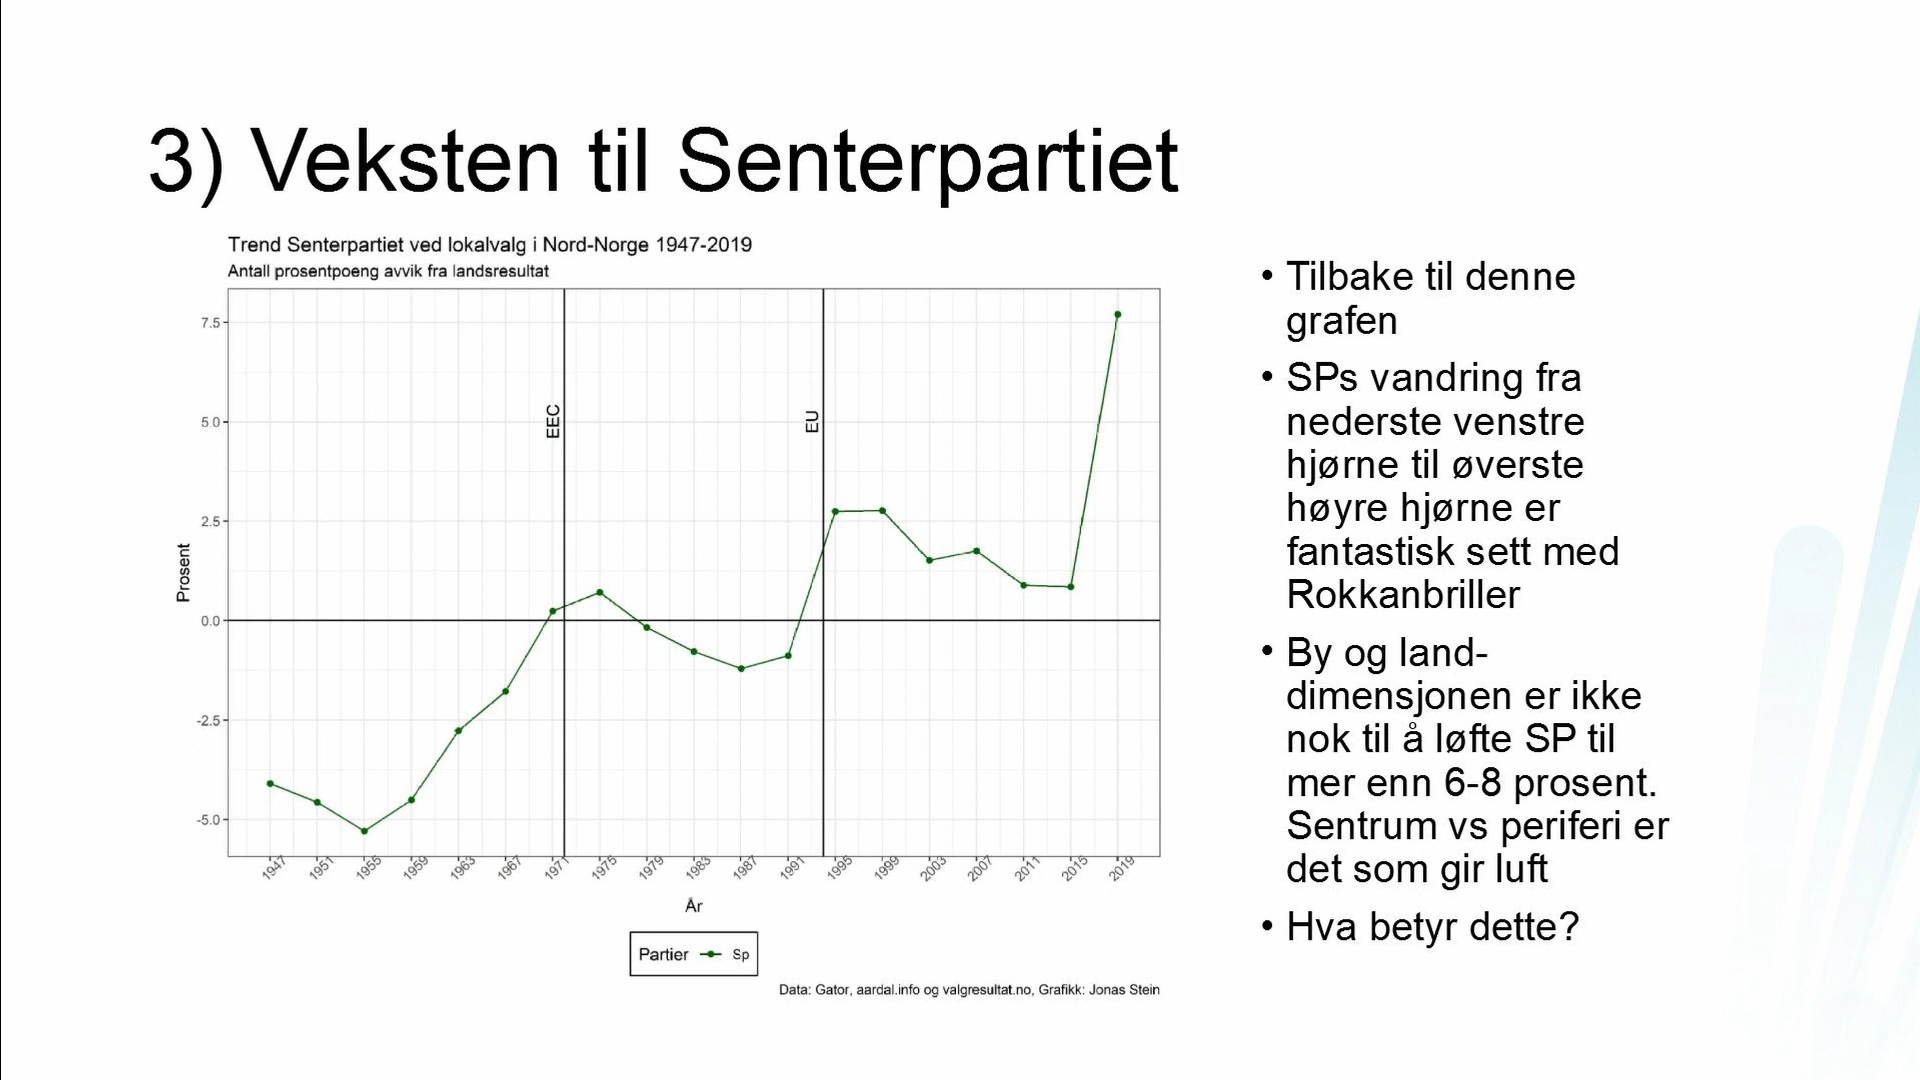 3) Veksten til Senterpartiet
Trend Senterpartiet ved lokalvalg i Nord-Norge 1947-2019
Antall prosentpoeng avvik fra landsresultat
7.5
5.0
2.5
0.0
-2.5
-5.0
Prosent
EEC
EU
1947
1951
1955
1959
1963
1967
1971
1975
1979
1983
1987
1991
1995
1999
2003
2007
2011
2015
2019
År
Partier Sp
Data: Gator, aardal.info og valgresultat.no, Grafikk: Jonas Stein
• Tilbake til denne
grafen
• SPs vandring fra
nederste venstre
hjørne til øverste
høyre hjørne er
fantastisk sett med
Rokkanbriller
• By og land-
dimensjonen er ikke
nok til å løfte SP til
mer enn 6-8 prosent.
Sentrum vs periferi er
det som gir luft
• Hva betyr dette?